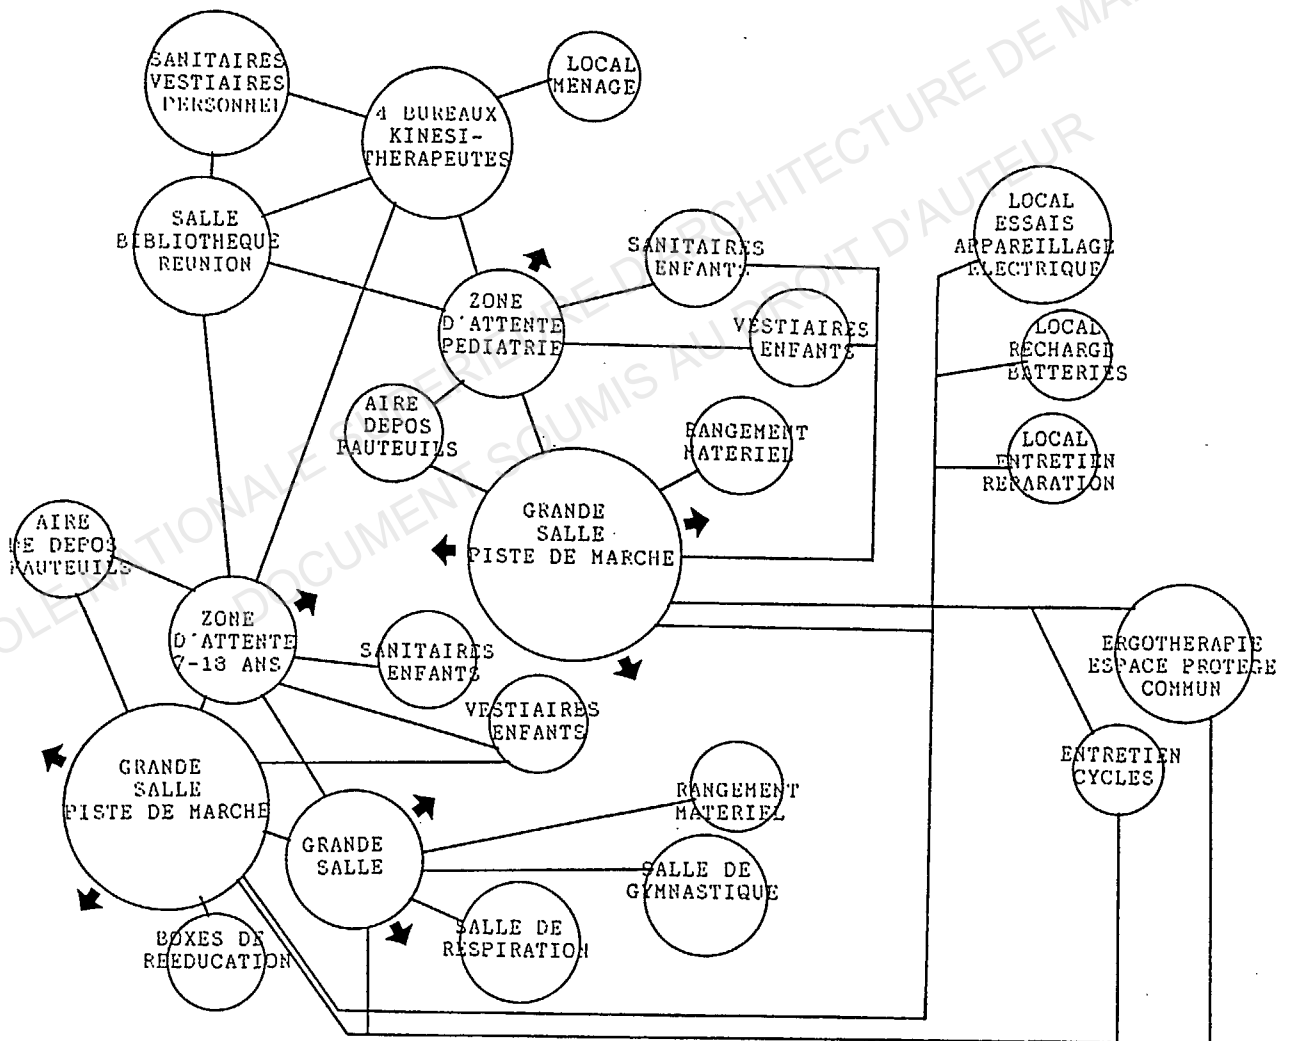 SANITAIRES
VESTIAIRES
PERSONNEL
4 BUREAUX
KINESI-
THERAPEUTES
LOCAL
MENAGE
SALLE
BIBLIOTHEQUE
REUNION
ZONE
D'ATTENTE
PEDIATRIE
SANITAIRES
ENFANTS
VESTIAIRES
ENFANTS
LOCAL
ESSAIS
APPAREILLAGE
ELECTRIQUE
LOCAL
RECHARGE
BATTERIES
LOCAL
ENTRETIEN
REPARATION
AIRE
DEPOS
FAUTEUILS
RANGEMENT
MATERIEL
GRANDE
SALLE
PISTE DE MARCHE
AIRE
DE DEPOS
FAUTEUILS
ZONE
D'ATTENTE
7-13 ANS
SANITAIRES
ENFANTS
VESTIAIRES
ENFANTS
ERGOTHERAPIE
ESPACE PROTEGE
COMMUN
ENTRETIEN
CYCLES
GRANDE
SALLE
PISTE DE MARCHE
GRANDE
SALLE
RANGEMENT
MATERIEL
SALLE DE
GYMNASTIQUE
SALLE DE
RESPIRATION
BOXES DE
REEDUCATION
OLE NATIONALE SUPERIEURE D'ARCHITECTURE DE MA
DOCUMENT SOUMIS AU DROIT D'AUTEUR